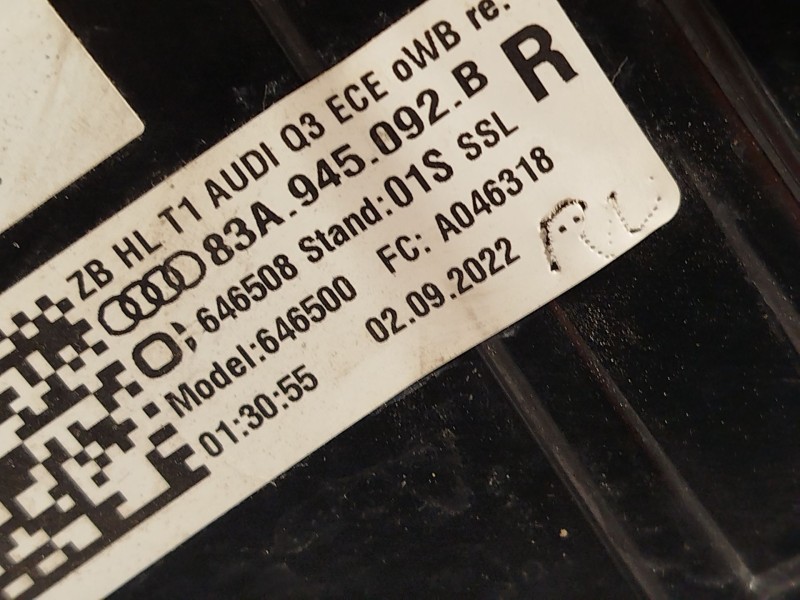 ZB HL T1 AUDI Q3 ECE oWB re.
83A.945.092.B R
646508 Stand:01S SSL
Model:646500 FC: A046318
01:30:55 02.09.2022